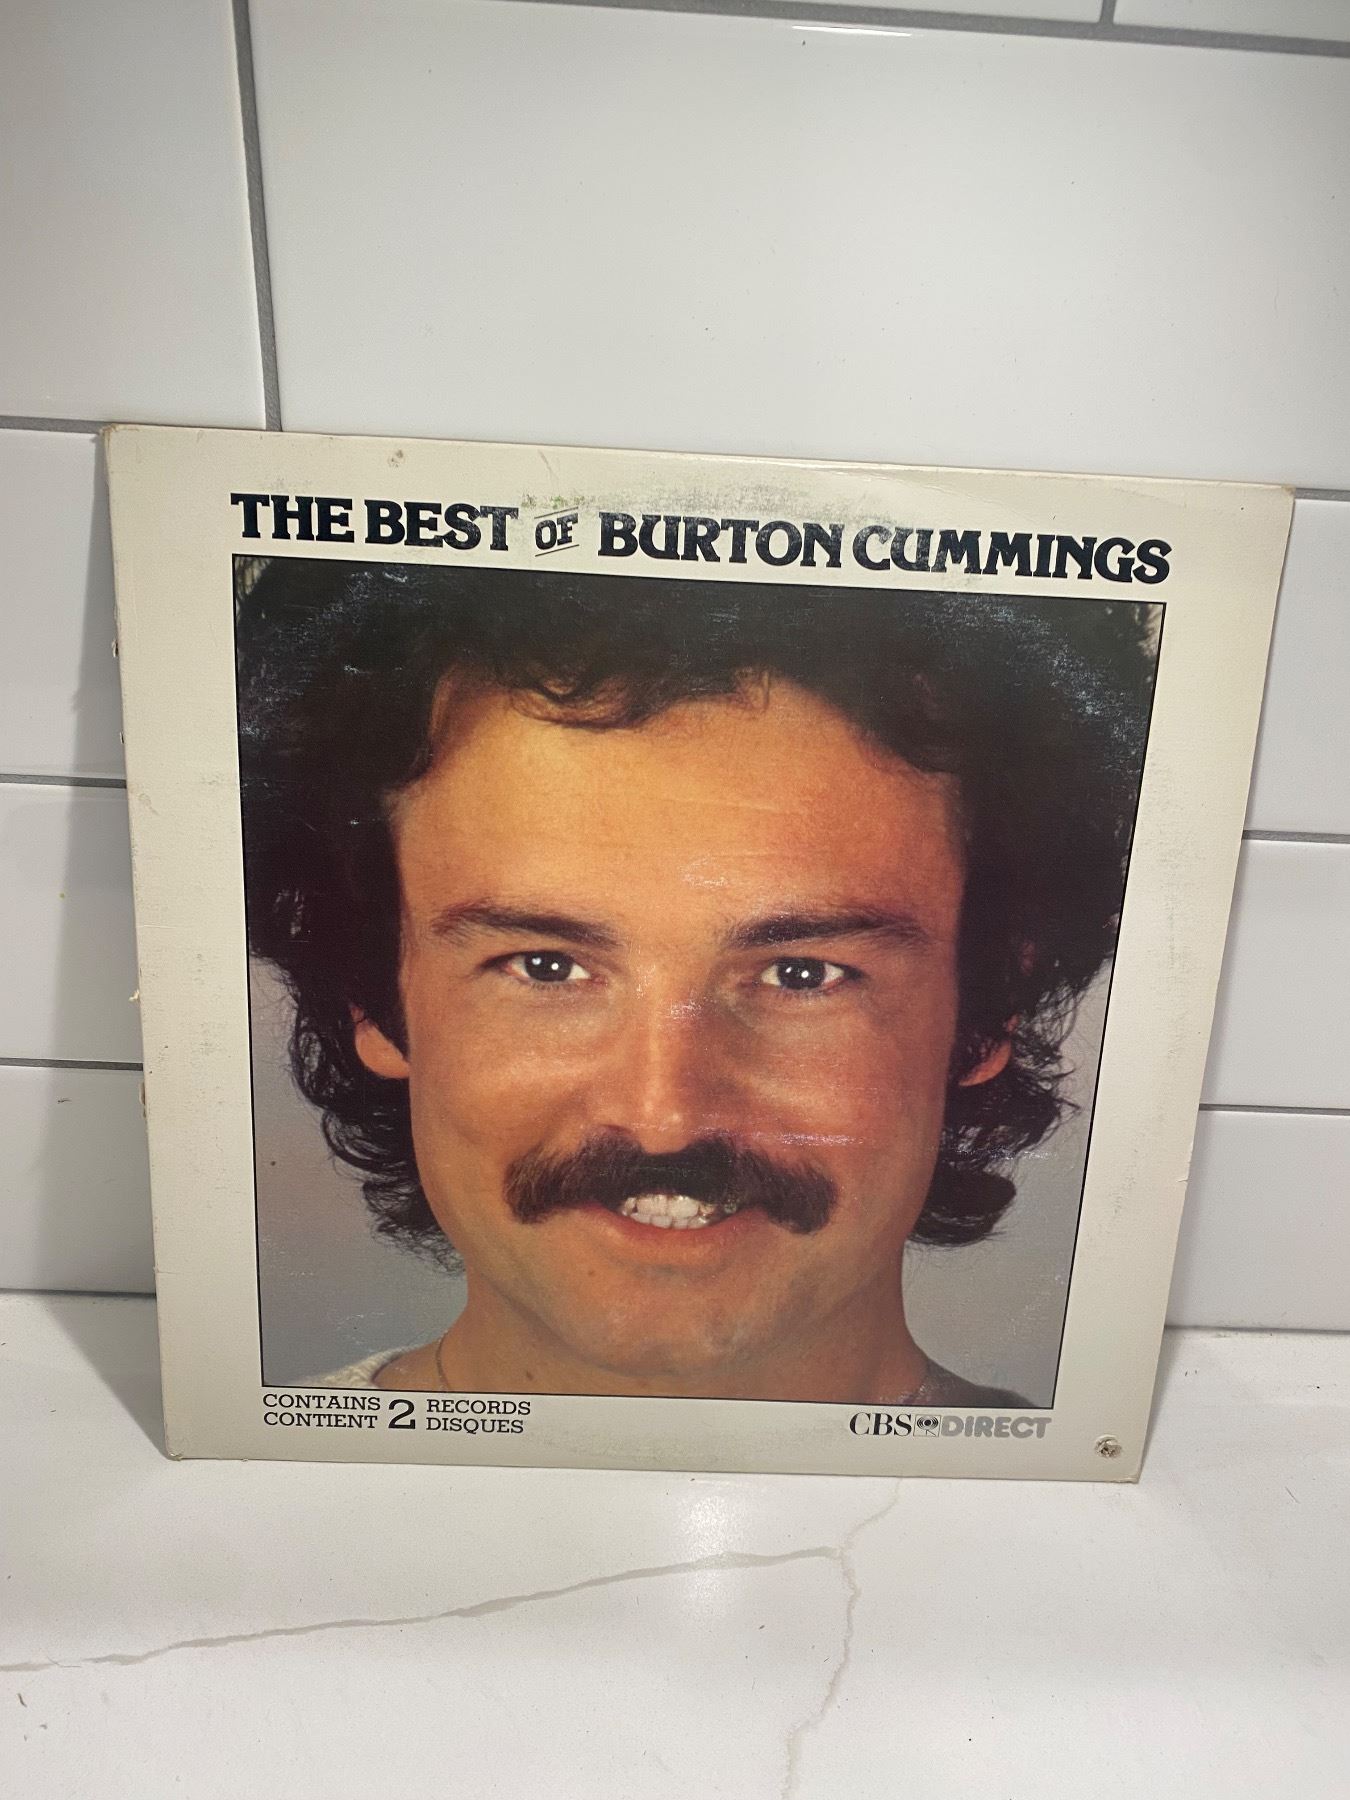 THE BEST OF BURTON CUMMINGS
CONTAINS 2 RECORDS
CONTIENT DISQUES
CBS DIRECT